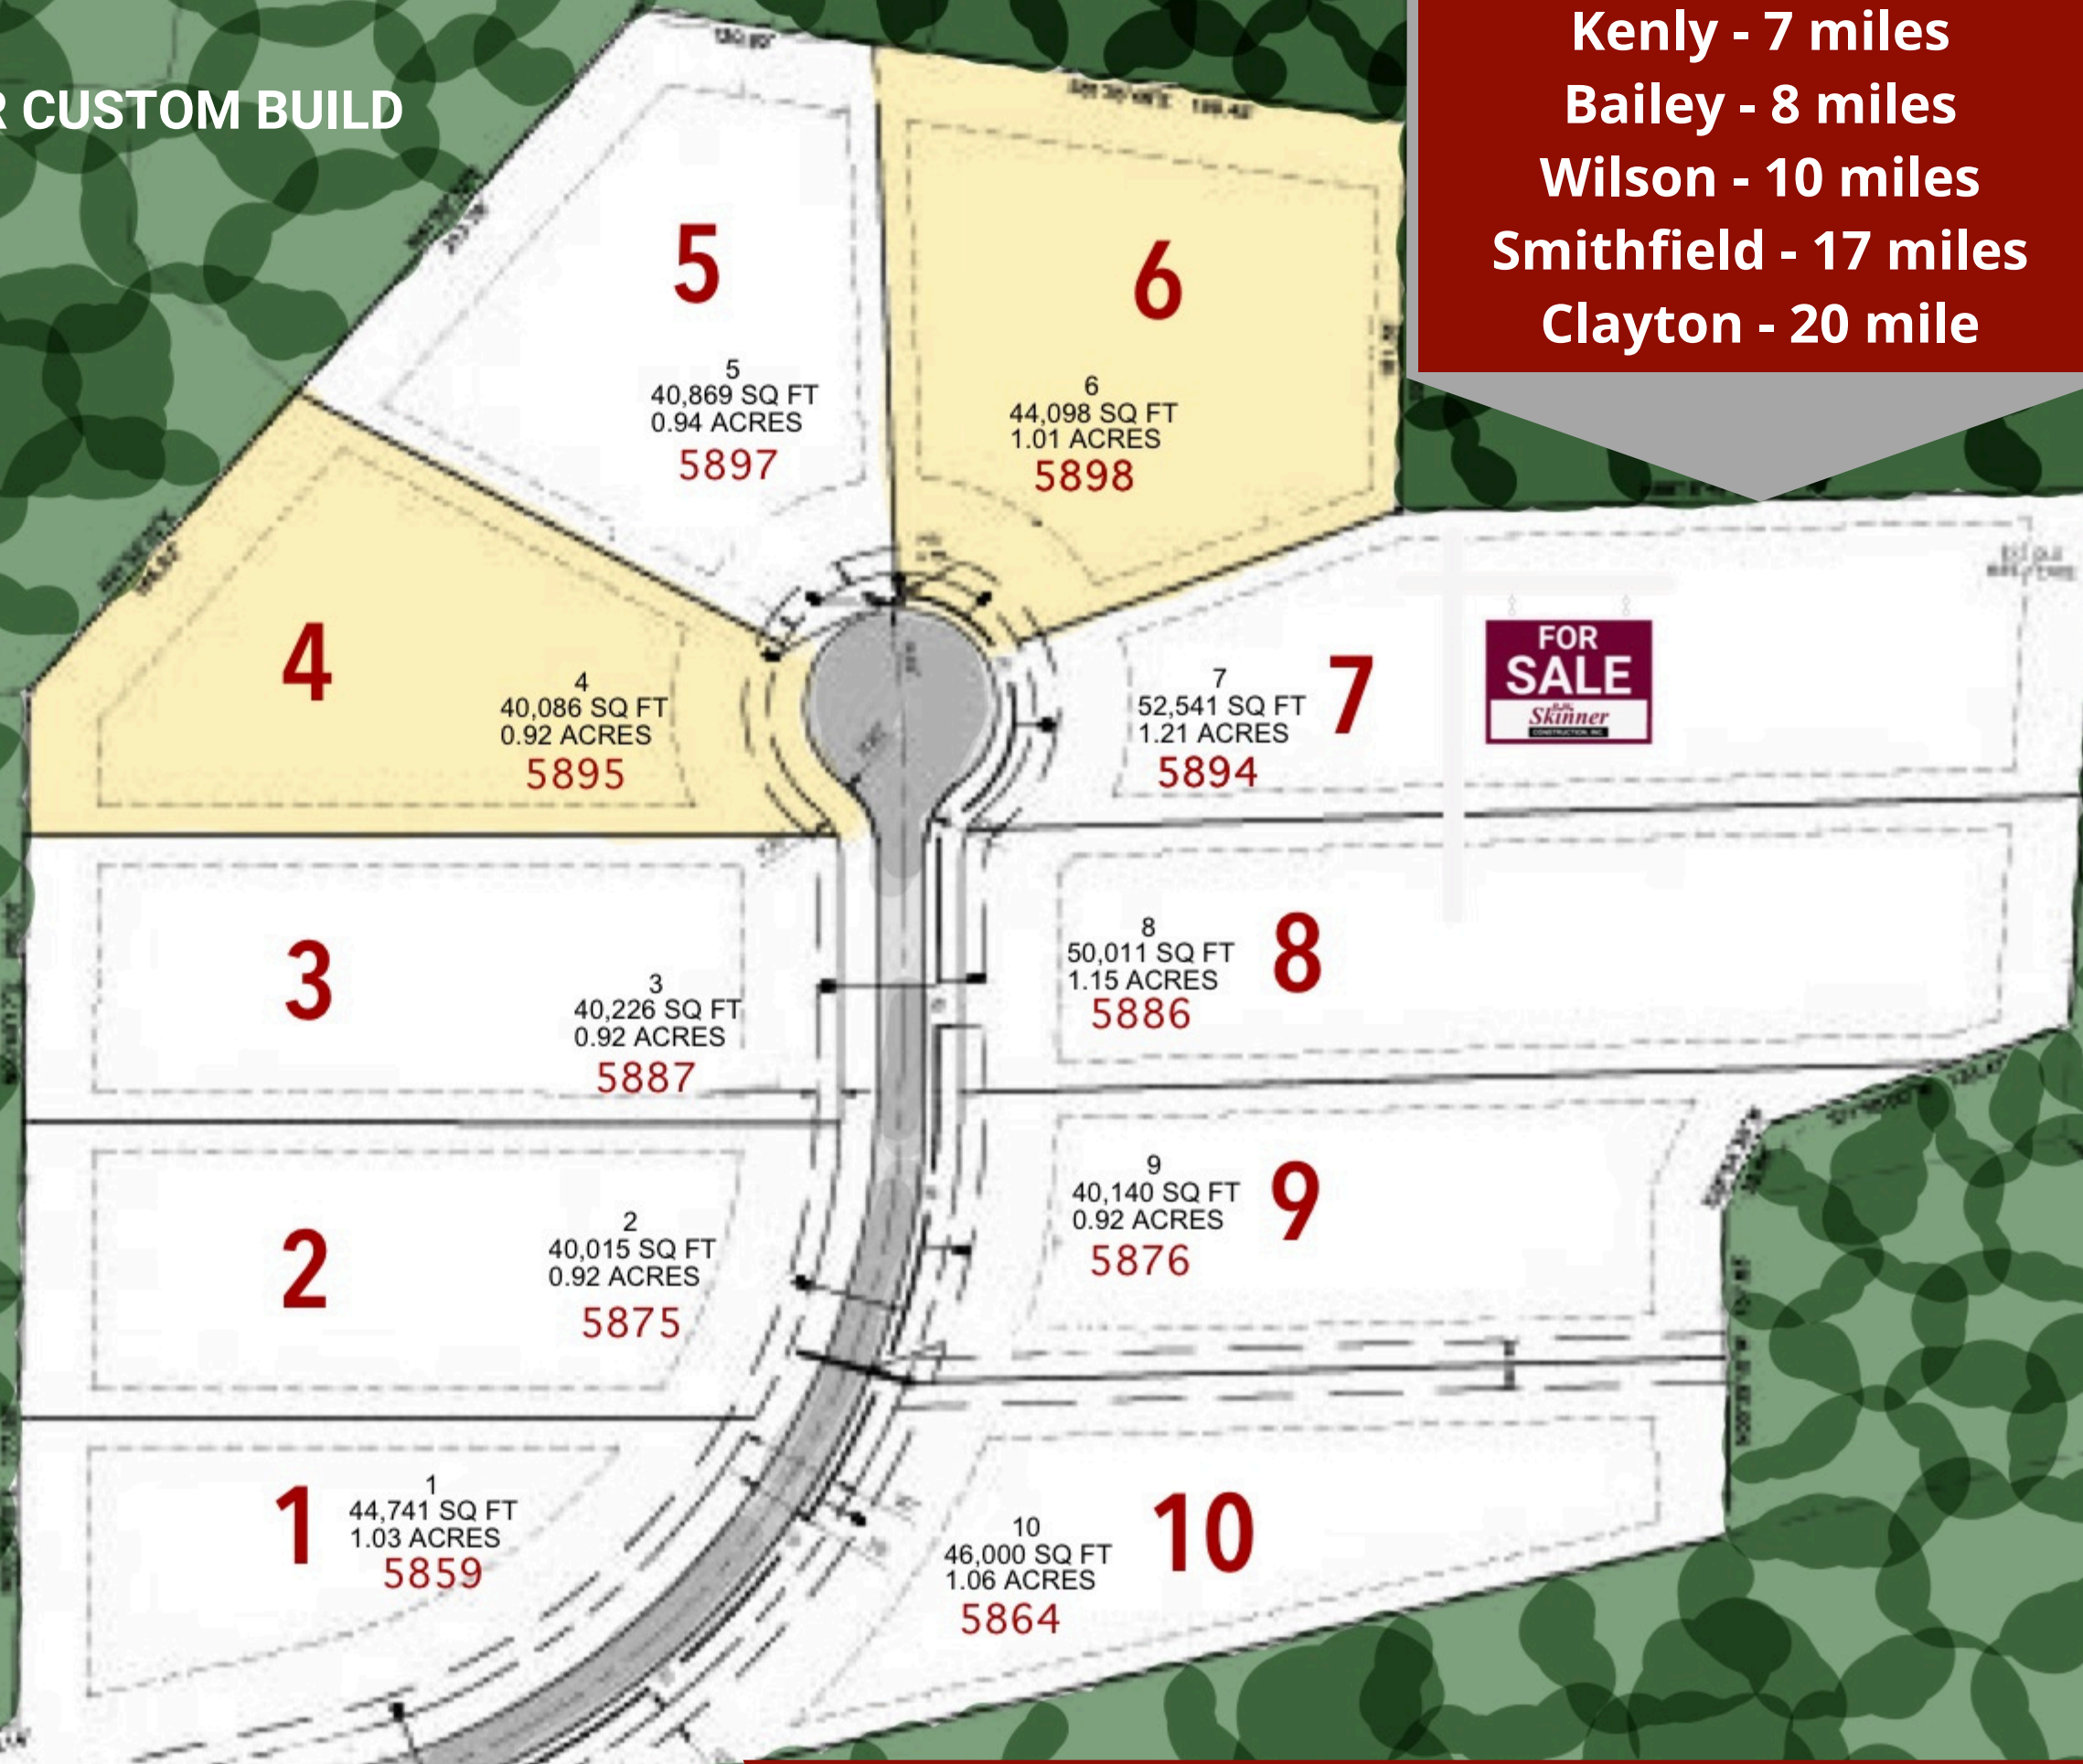 R CUSTOM BUILD
Kenly - 7 miles
Bailey - 8 miles
Wilson - 10 miles
Smithfield - 17 miles
Clayton - 20 mile
5
5
40,869 SQ FT
0.94 ACRES
5897
6
6
44,098 SQ FT
1.01 ACRES
5898
4
4
40,086 SQ FT
0.92 ACRES
5895
7
52,541 SQ FT
1.21 ACRES
5894
7
FOR
SALE
Skinner
CONSTRUCTION, INC.
3
3
40,226 SQ FT
0.92 ACRES
5887
8
50,011 SQ FT
1.15 ACRES
5886
8
2
2
40,015 SQ FT
0.92 ACRES
5875
9
40,140 SQ FT
0.92 ACRES
5876
9
1
1
44,741 SQ FT
1.03 ACRES
5859
10
46,000 SQ FT
1.06 ACRES
5864
10